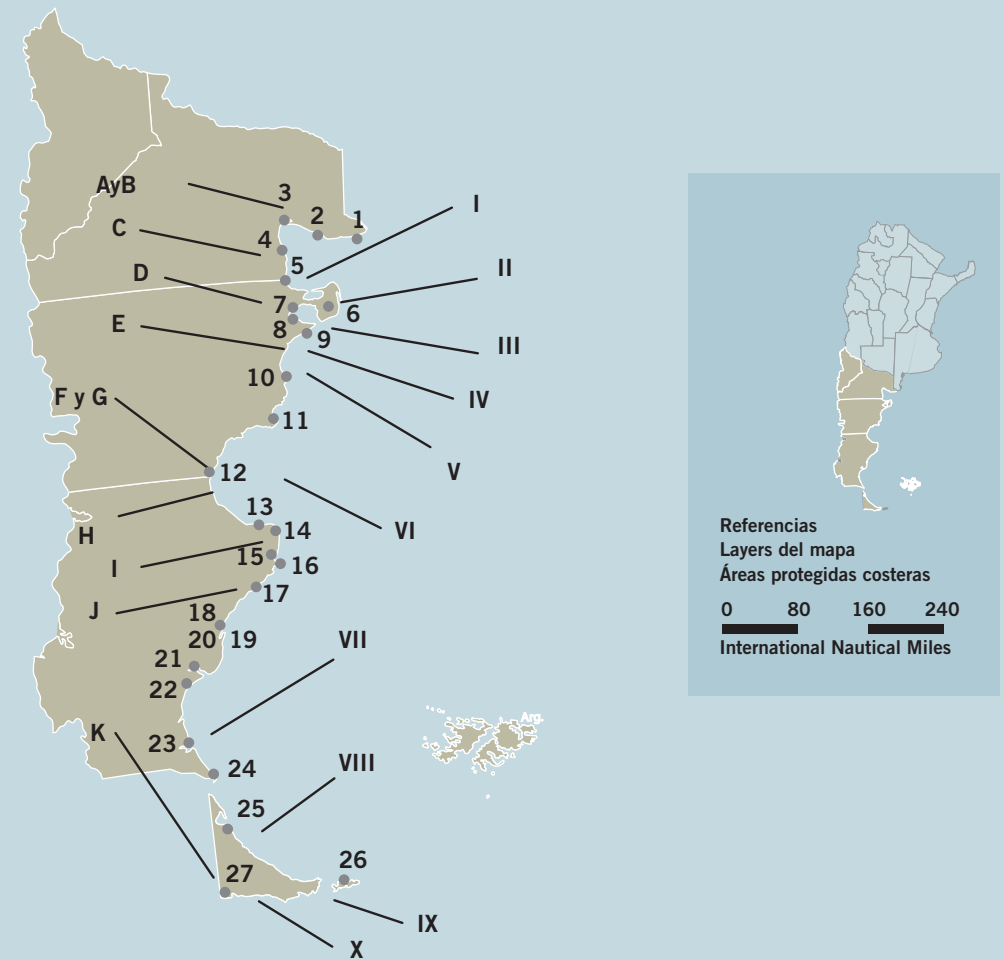 AyB
3
2
1
I
C
4
5
D
II
7
6
E
8
9
III
10
IV
F y G
11
V
12
H
13
14
VI
I
15
16
J
17
18
20
19
VII
21
22
K
23
VIII
24
25
26
27
IX
X
Arg.
Referencias
Layers del mapa
Áreas protegidas costeras
0 80 160 240
International Nautical Miles